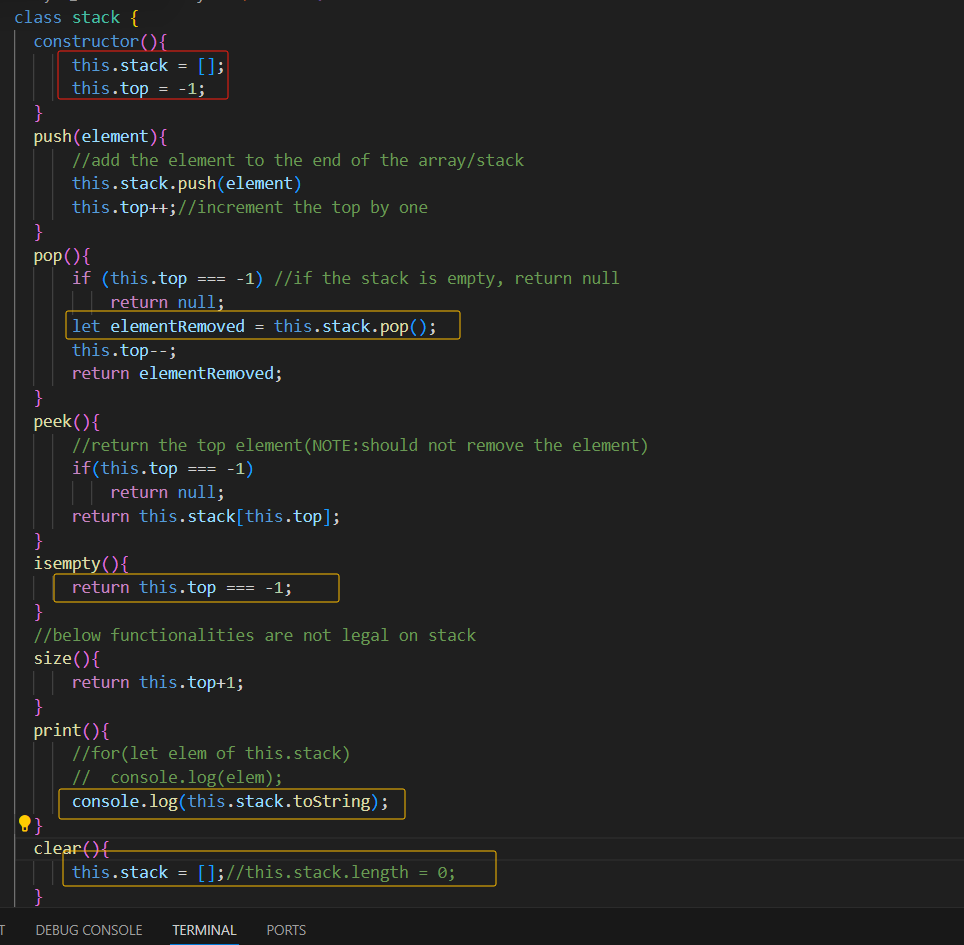 class stack {
constructor(){
this.stack = [];
this.top = -1;
}
push(element){
//add the element to the end of the array/stack
this.stack.push(element)
this.top++;//increment the top by one
}
pop(){
if (this.top === -1) //if the stack is empty, return null
return null;
let elementRemoved = this.stack.pop();
this.top--;
return elementRemoved;
}
peek(){
//return the top element(NOTE:should not remove the element)
if(this.top === -1)
return null;
return this.stack[this.top];
}
isempty(){
return this.top === -1;
}
//below functionalities are not legal on stack
size(){
return this.top+1;
}
print(){
//for(let elem of this.stack)
//  console.log(elem);
console.log(this.stack.toString);
}
clear(){
this.stack = [];//this.stack.length = 0;
}
T DEBUG CONSOLE TERMINAL PORTS